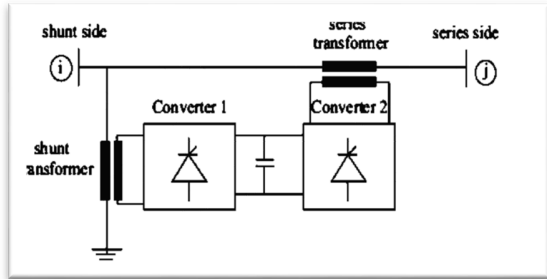 shunt side
series
transformer
series side
i
j
Converter 1
Converter 2
shunt
ansformer